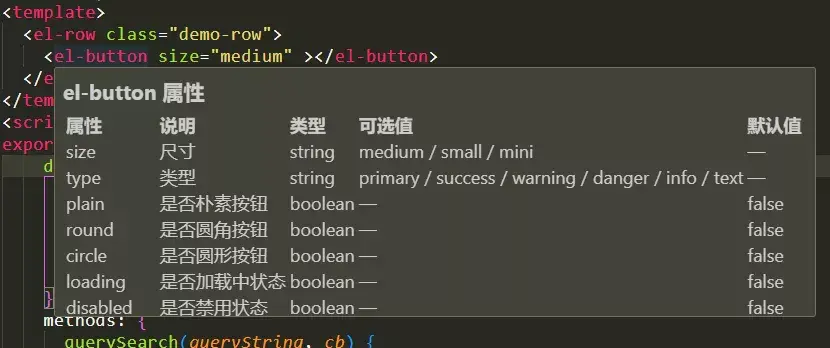 <template>
<el-row class="demo-row">
<el-button size="medium" ></el-button>
</e
</tem
<scri
expor
d
}
el-button 属性
属性 说明 类型 可选值 默认值
size 尺寸 string medium / small / mini —
type 类型 string primary / success / warning / danger / info / text —
plain 是否朴素按钮 boolean — false
round 是否圆角按钮 boolean — false
circle 是否圆形按钮 boolean — false
loading 是否加载中状态 boolean — false
disabled 是否禁用状态 boolean — false
methods: {
querySearch(queryString, cb) {